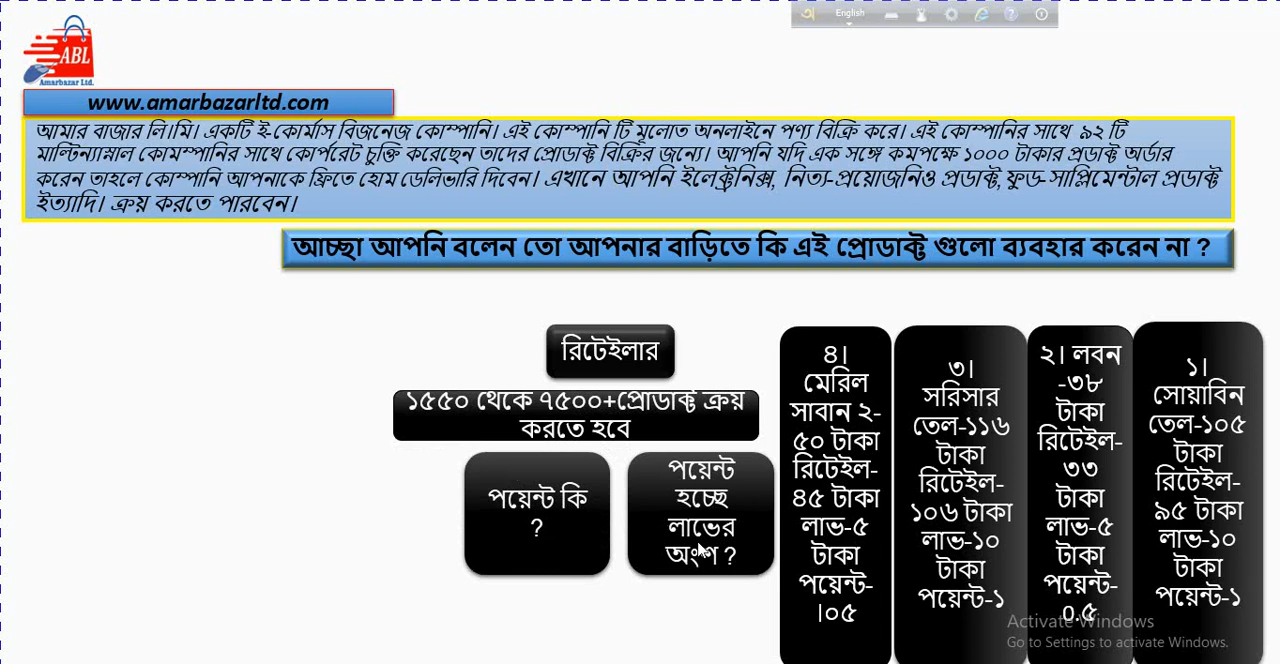 English
ABL
Amarbazar Ltd.
www.amarbazarltd.com
আমার বাজার লি।মি। একটি ই-কোর্মাস বিজনেজ কোম্পানি। এই কোম্পানি টি মূলোত অনলাইনে পণ্য বিক্রি করে। এই কোম্পানির সাথে ৯২ টি
মাল্টিন্যাস্নাল কোমম্পানির সাথে কোর্পরেট চুক্তি করেছেন তাদের প্রোডাক্ট বিক্রির জন্যে। আপনি যদি এক সঙ্গে কমপক্ষে ১০০০ টাকার প্রডাক্ট অর্ডার
করেন তাহলে কোম্পানি আপনাকে ফ্রিতে হোম ডেলিভারি দিবেন। এখানে আপনি ইলেক্ট্রনিক্স, নিত্য-প্রয়োজনিও প্রডাক্ট, ফুড-সাপ্লিমেন্টাল প্রডাক্ট
ইত্যাদি। ক্রয় করতে পারবেন।
আচ্ছা আপনি বলেন তো আপনার বাড়িতে কি এই প্রোডাক্ট গুলো ব্যবহার করেন না ?
রিটেইলার
১৫৫০ থেকে ৭৫০০+প্রোডাক্ট ক্রয়
করতে হবে
পয়েন্ট কি
?
পয়েন্ট
হচ্ছে
লাভের
অংশ ?
৪।
মেরিল
সাবান ২-
৫০ টাকা
রিটেইল-
৪৫ টাকা
লাভ-৫
টাকা
পয়েন্ট-
।০৫
৩।
সরিসার
তেল-১১৬
টাকা
রিটেইল-
১০৬ টাকা
লাভ-১০
টাকা
পয়েন্ট-১
২। লবন
-৩৮
টাকা
রিটেইল-
৩৩
টাকা
লাভ-৫
টাকা
পয়েন্ট-
0.৫
১।
সোয়াবিন
তেল-১০৫
টাকা
রিটেইল-
৯৫ টাকা
লাভ-১০
টাকা
পয়েন্ট-১
Activate Windows
Go to Settings to activate Windows.